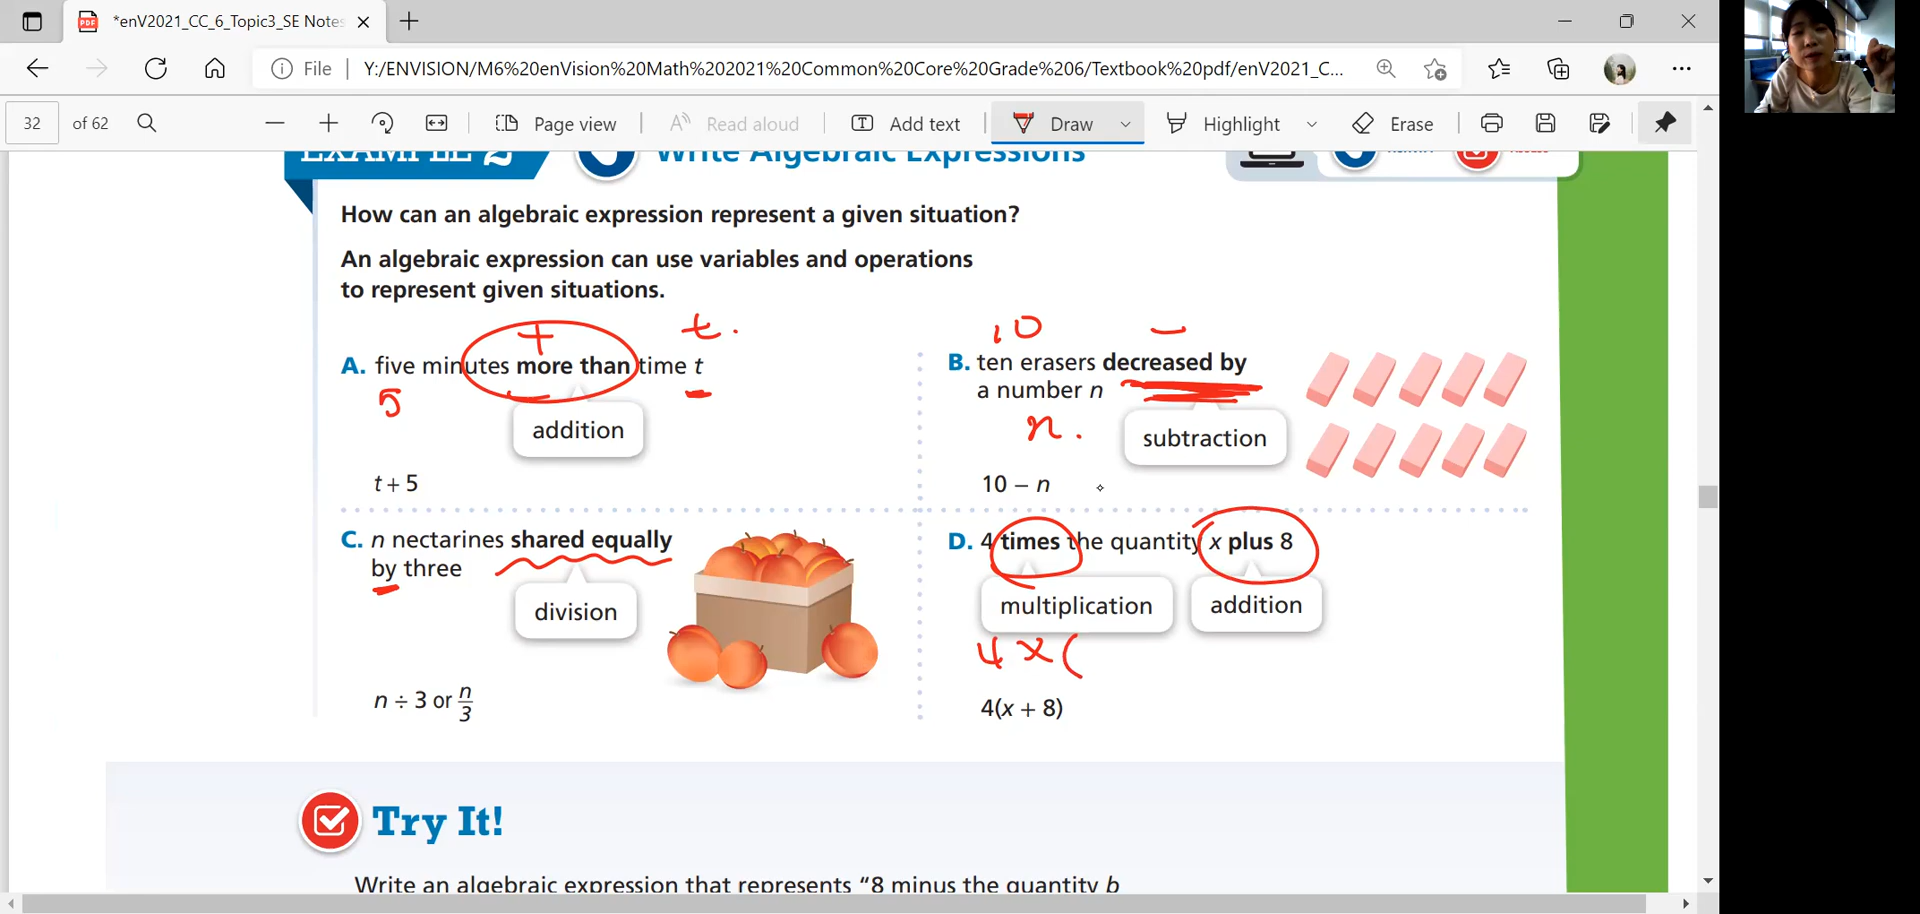 *enV2021_CC_6_Topic3_SE Notes
File
Y:/ENVISION/M6%20enVision%20Math%202021%20Common%20Core%20Grade%206/Textbook%20pdf/enV2021_C...
32 of 62
Page view
Read aloud
Add text
Draw
Highlight
Erase
EXAMPLE 2
Write Algebraic Expressions
How can an algebraic expression represent a given situation?
An algebraic expression can use variables and operations
to represent given situations.
+ t.
A. five minutes more than time t
5
addition
t + 5
10 −
B. ten erasers decreased by
a number n
n.
subtraction
10 − n
C. n nectarines shared equally
by three
division
n ÷ 3 or n/3
D. 4 times the quantity x plus 8
multiplication
addition
4 × (
4(x + 8)
Try It!
Write an algebraic expression that represents “8 minus the quantity b